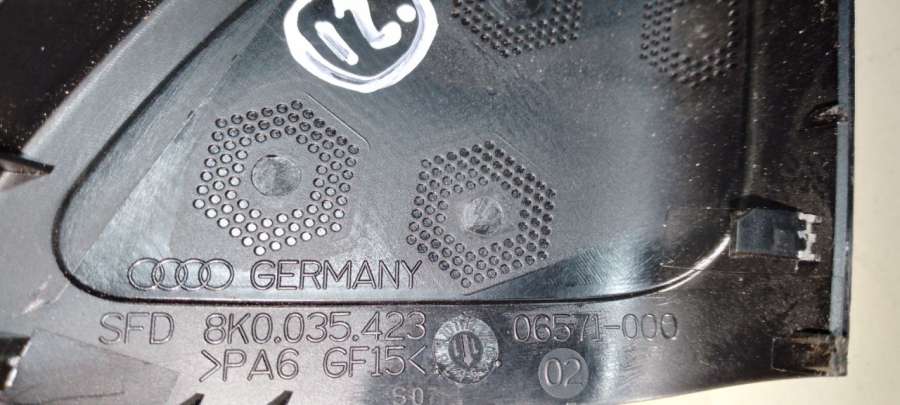 12.
GERMANY
SFD 8K0.035.423 06571-000
>PA6 GF15< 02